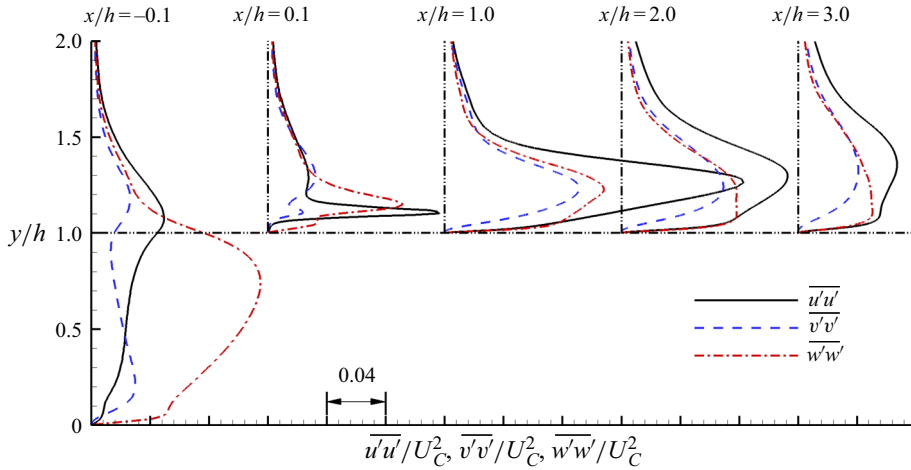 x/h = –0.1 x/h = 0.1 x/h = 1.0 x/h = 2.0 x/h = 3.0
2.0
1.5
y/h 1.0
u'u'
v'v'
0.5
w'w'
0.04
0
u'u'/U_C^2, v'v'/U_C^2, w'w'/U_C^2